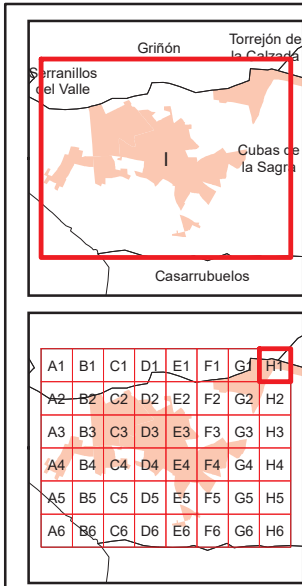 Griñón
Torrejón de
la Calzada
Serranillos
del Valle
I
Cubas de
la Sagra
Casarrubuelos
A1 B1 C1 D1 E1 F1 G1 H1
A2 B2 C2 D2 E2 F2 G2 H2
A3 B3 C3 D3 E3 F3 G3 H3
A4 B4 C4 D4 E4 F4 G4 H4
A5 B5 C5 D5 E5 F5 G5 H5
A6 B6 C6 D6 E6 F6 G6 H6